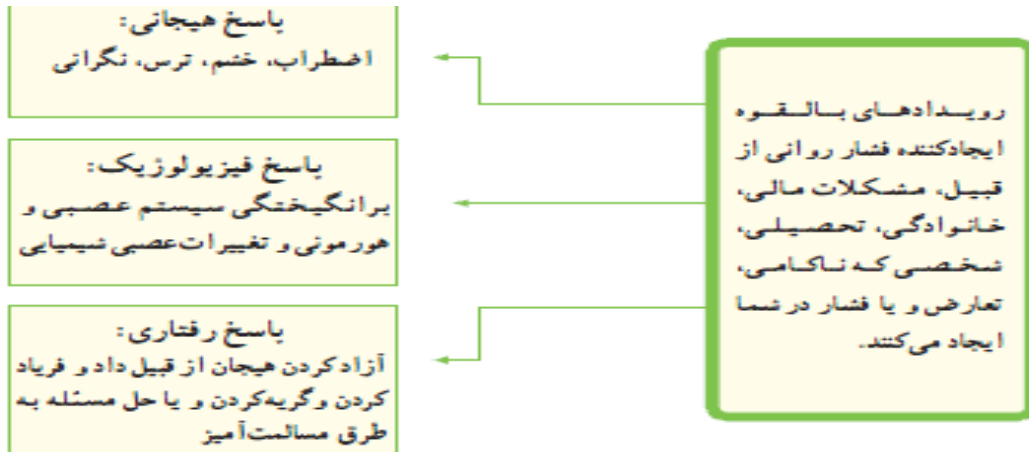 رویدادهای بالقوه
ایجادکننده فشار روانی از
قبیل، مشکلات مالی،
خانوادگی، تحصیلی،
شخصی که ناکامی،
تعارض و یا فشار در شما
ایجاد می‌کنند.
پاسخ هیجانی:
اضطراب، خشم، ترس، نگرانی
پاسخ فیزیولوژیک:
برانگیختگی سیستم عصبی و
هورمونی و تغییرات عصبی شیمیایی
پاسخ رفتاری:
آزاد کردن هیجان از قبیل داد و فریاد
کردن و گریه‌کردن و یا حل مسئله به
طرق مسالمت‌آمیز